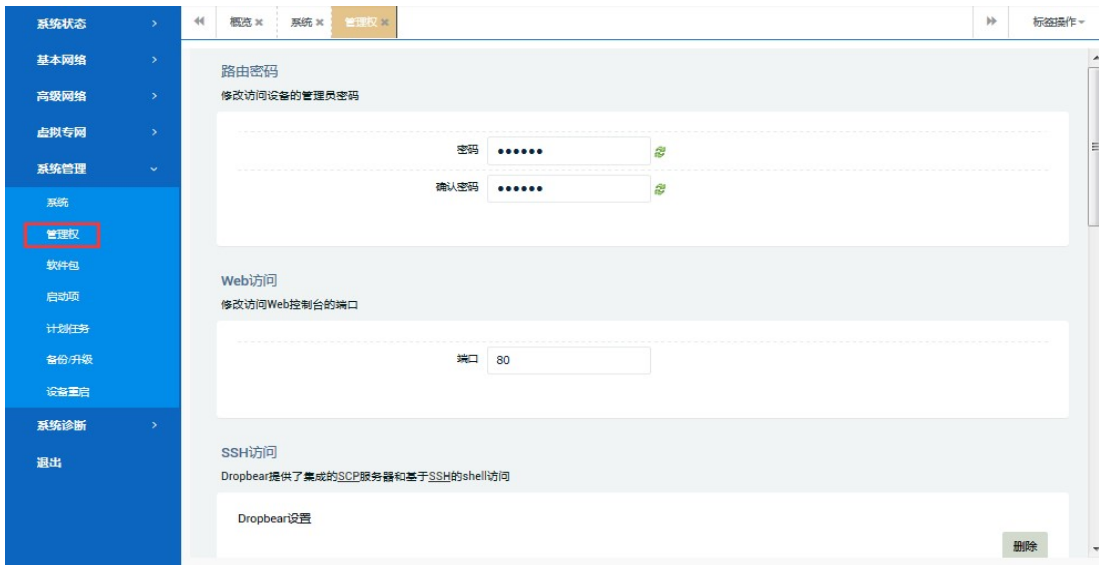 系统状态
基本网络
高级网络
虚拟专网
系统管理
系统
管理权
软件包
启动项
计划任务
备份/升级
设备重启
系统诊断
退出
概览 系统 管理权 标签操作
路由密码
修改访问设备的管理员密码
密码 ••••••
确认密码 ••••••
Web访问
修改访问Web控制台的端口
端口 80
SSH访问
Dropbear提供了集成的SCP服务器和基于SSH的shell访问
Dropbear设置
删除